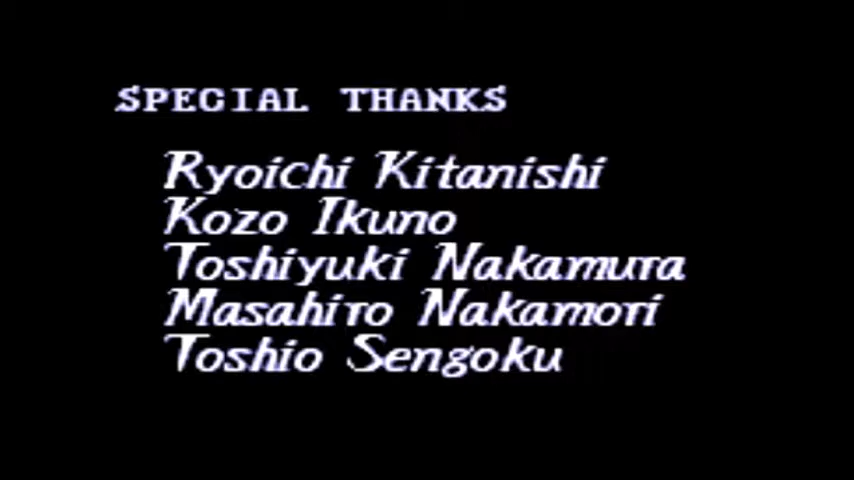 SPECIAL THANKS
Ryoichi Kitanishi
Kozo Ikuno
Toshiyuki Nakamura
Masahiro Nakamori
Toshio Sengoku